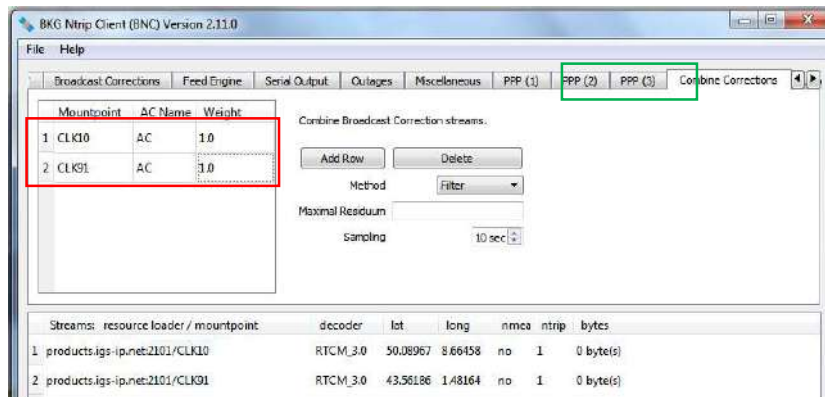 BKG Ntrip Client (BNC) Version 2.11.0
File Help
Broadcast Corrections Feed Engine Serial Output Outages Miscellaneous PPP (1) PPP (2) PPP (3) Combine Corrections
Mountpoint AC Name Weight
1 CLK10 AC 1.0
2 CLK91 AC 1.0
Combine Broadcast Correction streams.
Add Row Delete
Method Filter
Maximal Residuum
Sampling 10 sec
Streams: resource loader / mountpoint decoder lat long nmea ntrip bytes
1 products.igs-ip.net:2101/CLK10 RTCM_3.0 50.08967 8.66458 no 1 0 byte(s)
2 products.igs-ip.net:2101/CLK91 RTCM_3.0 43.56186 1.48164 no 1 0 byte(s)